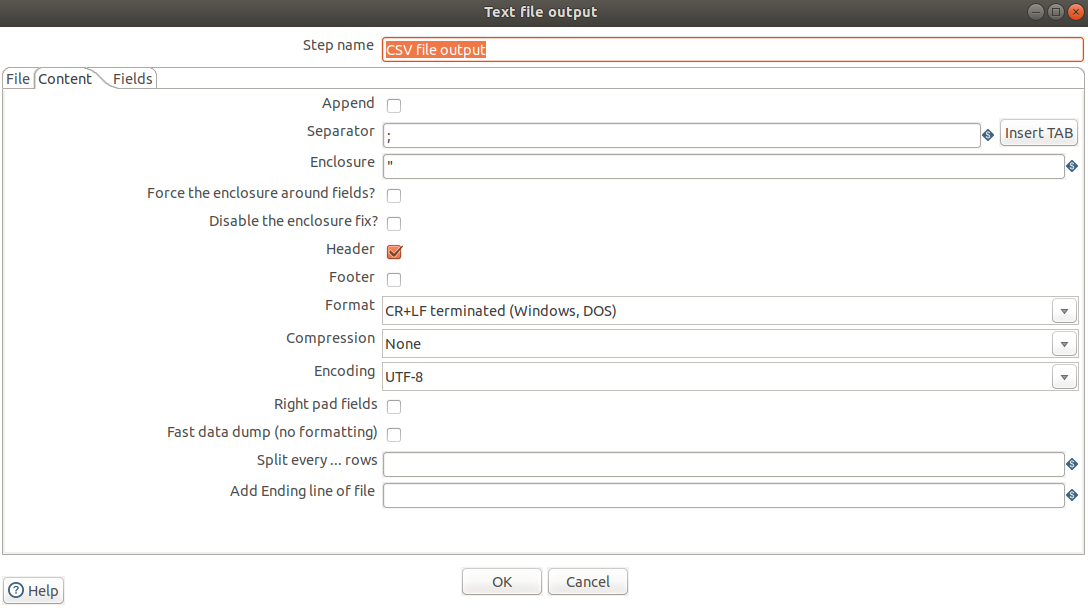 Text file output
Step name CSV file output
File Content Fields
Append
Separator ; Insert TAB
Enclosure "
Force the enclosure around fields?
Disable the enclosure fix?
Header
Footer
Format CR+LF terminated (Windows, DOS)
Compression None
Encoding UTF-8
Right pad fields
Fast data dump (no formatting)
Split every ... rows
Add Ending line of file
OK Cancel
? Help